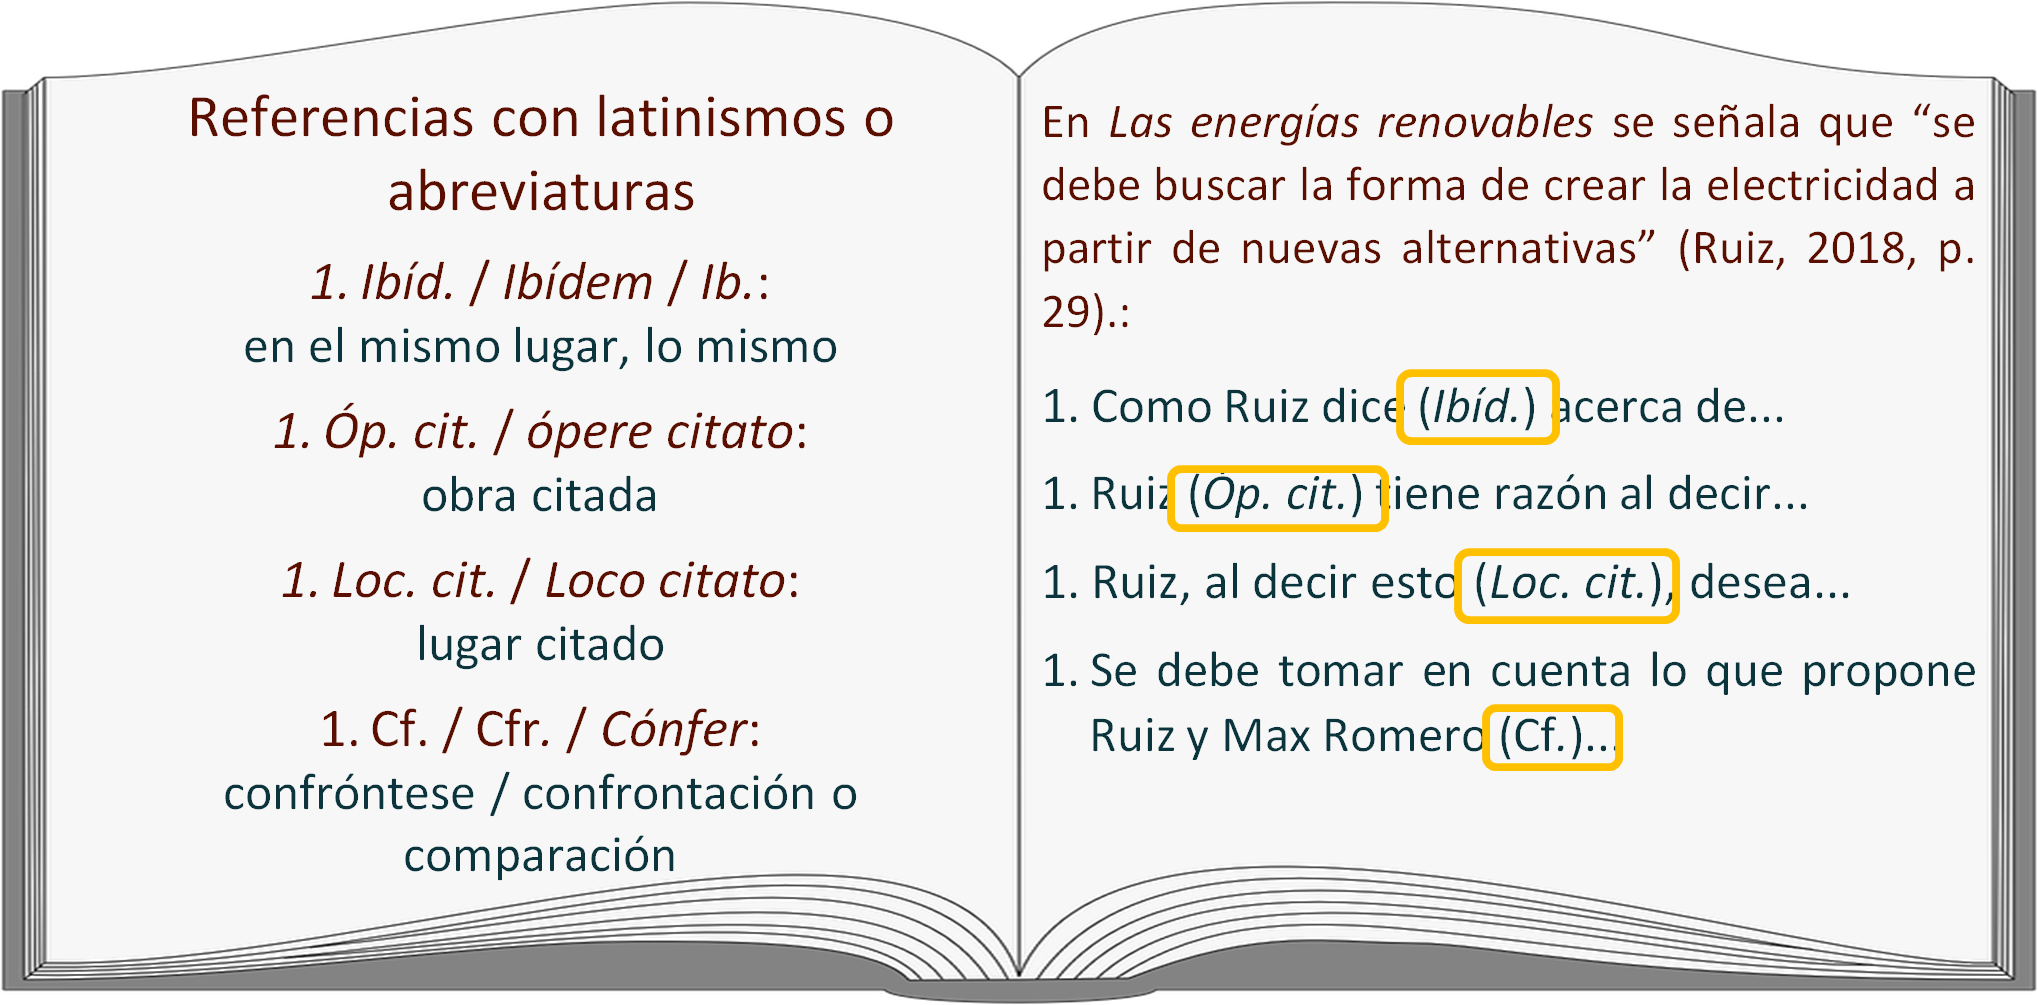 Referencias con latinismos o
abreviaturas
1. Ibíd. / Ibídem / Ib.:
en el mismo lugar, lo mismo
1. Óp. cit. / ópere citato:
obra citada
1. Loc. cit. / Loco citato:
lugar citado
1. Cf. / Cfr. / Cónfer:
confróntese / confrontación o
comparación
En Las energías renovables se señala que “se
debe buscar la forma de crear la electricidad a
partir de nuevas alternativas” (Ruiz, 2018, p.
29).:
1. Como Ruiz dice (Ibíd.) acerca de...
1. Ruiz (Óp. cit.) tiene razón al decir...
1. Ruiz, al decir esto (Loc. cit.), desea...
1. Se debe tomar en cuenta lo que propone
Ruiz y Max Romero (Cf.)...